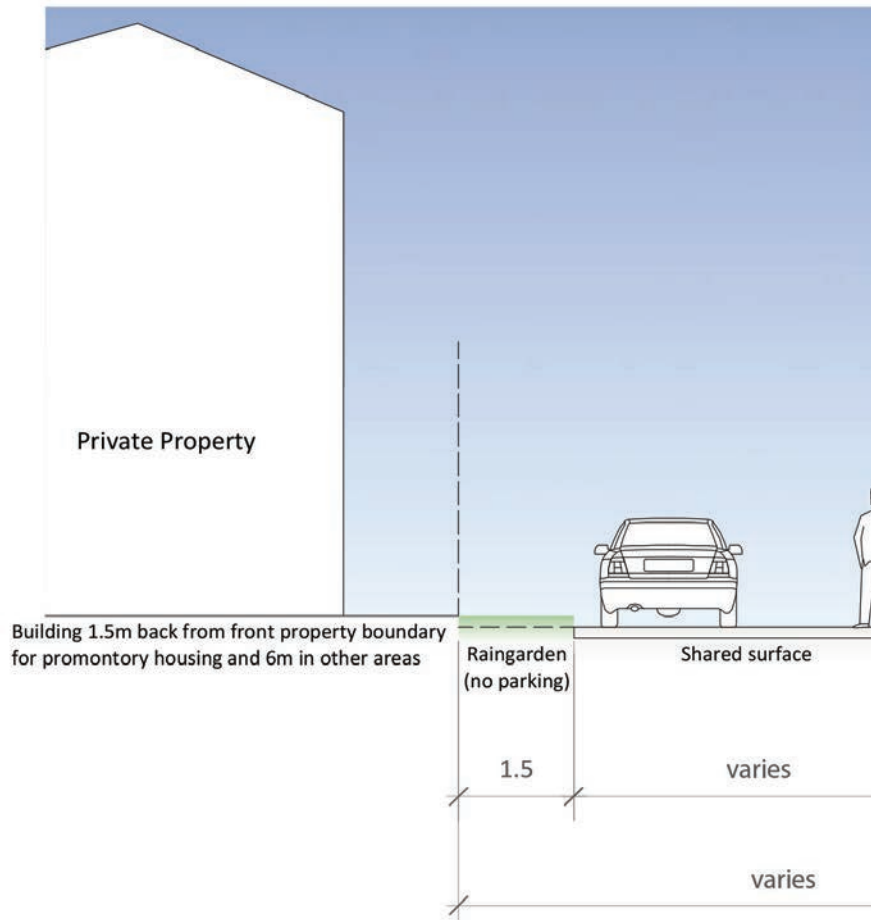 Private Property
Building 1.5m back from front property boundary
for promontory housing and 6m in other areas
Raingarden
(no parking)
Shared surface
1.5
varies
varies